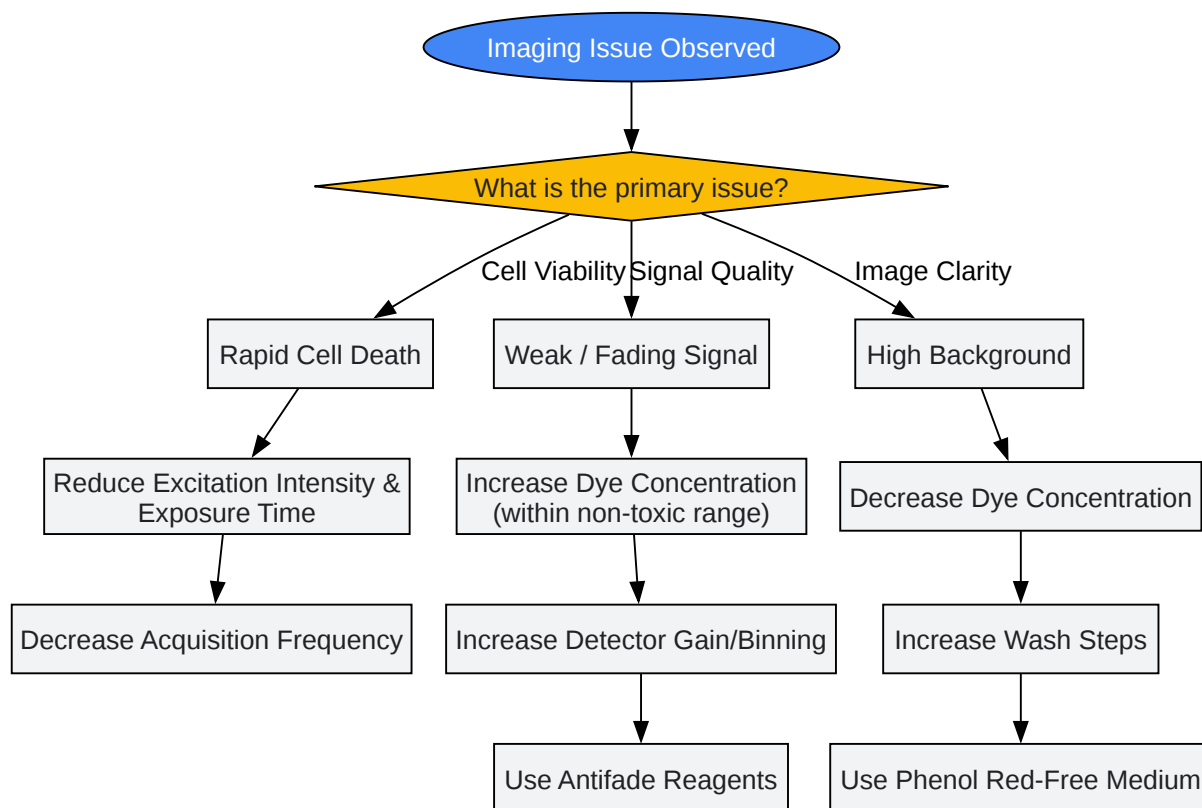 Imaging Issue Observed
What is the primary issue?
Cell Viability
Signal Quality
Image Clarity
Rapid Cell Death
Weak / Fading Signal
High Background
Reduce Excitation Intensity &
Exposure Time
Increase Dye Concentration
(within non-toxic range)
Decrease Dye Concentration
Decrease Acquisition Frequency
Increase Detector Gain/Binning
Increase Wash Steps
Use Antifade Reagents
Use Phenol Red-Free Medium